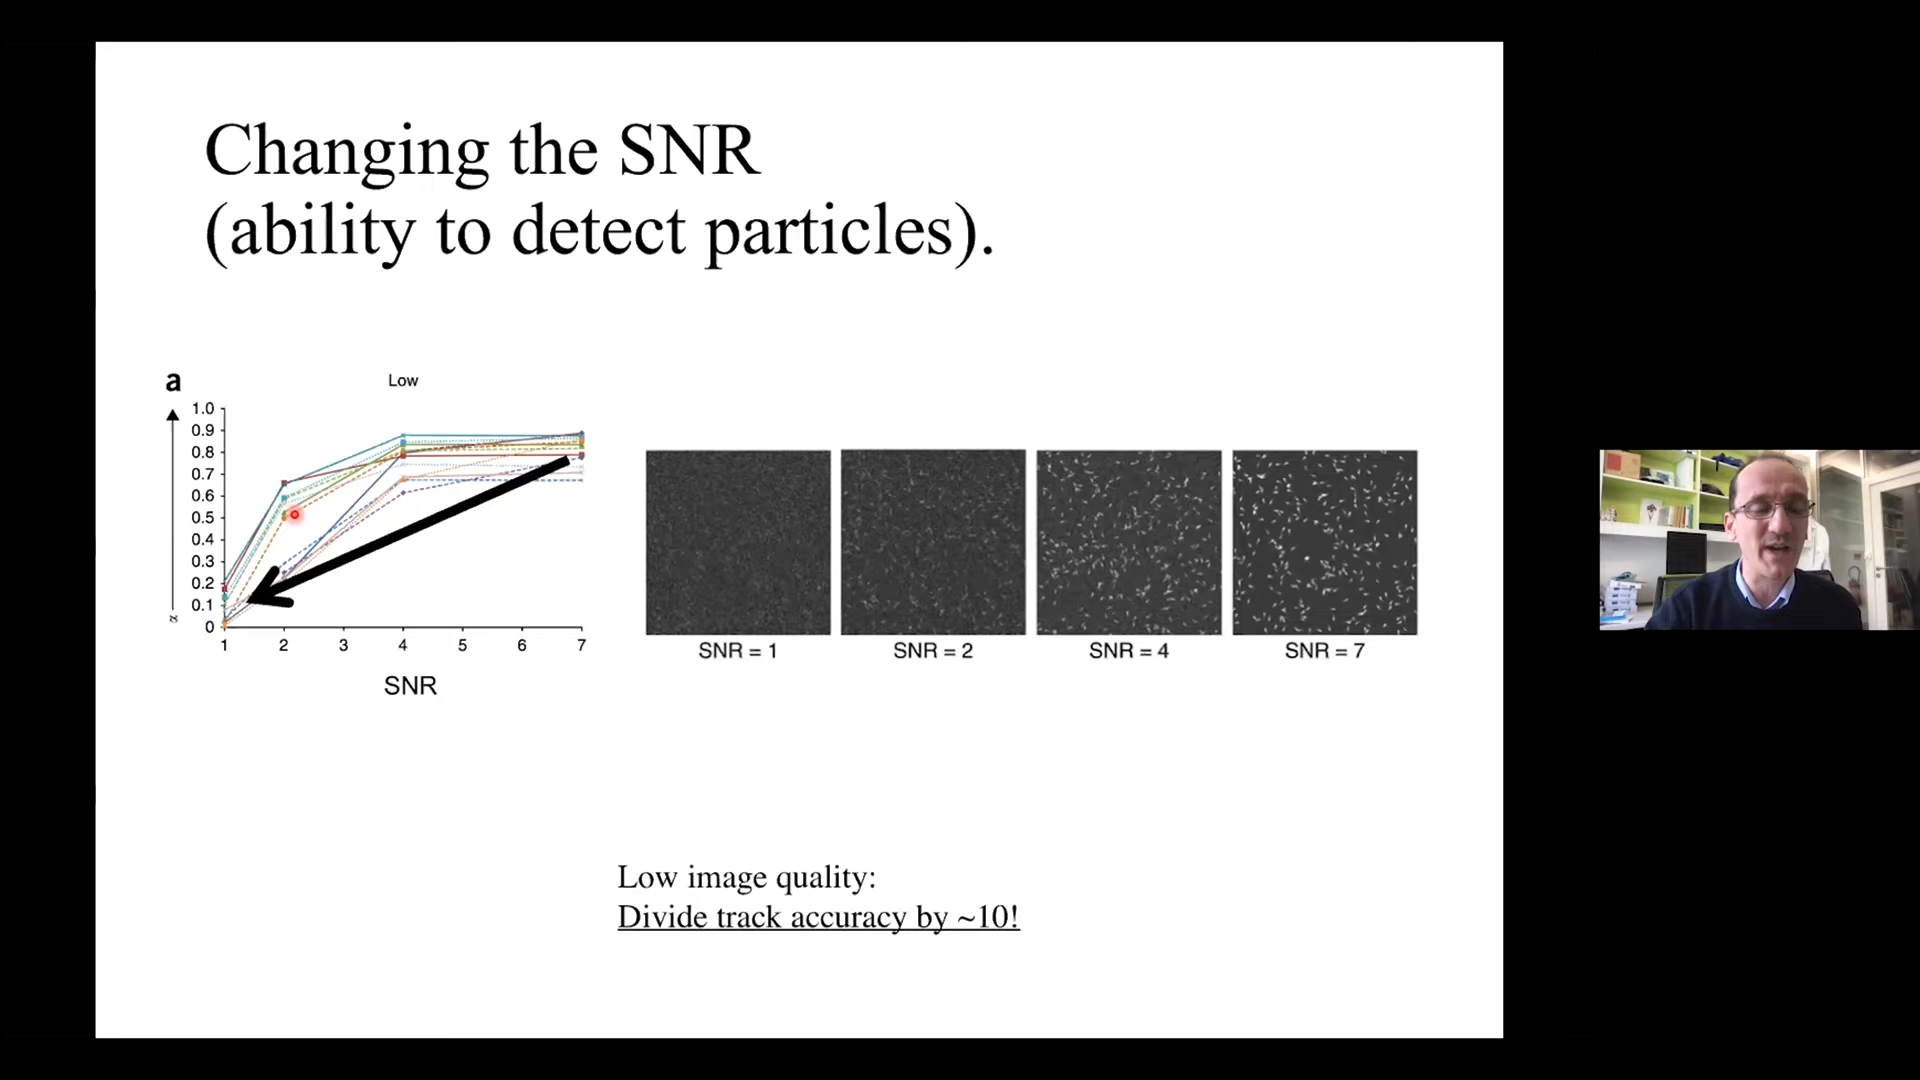 Changing the SNR
(ability to detect particles).
a
Low
1.0
0.9
0.8
0.7
0.6
0.5
0.4
0.3
0.2
0.1
0
α
1 2 3 4 5 6 7
SNR
SNR = 1 SNR = 2 SNR = 4 SNR = 7
Low image quality:
Divide track accuracy by ~10!